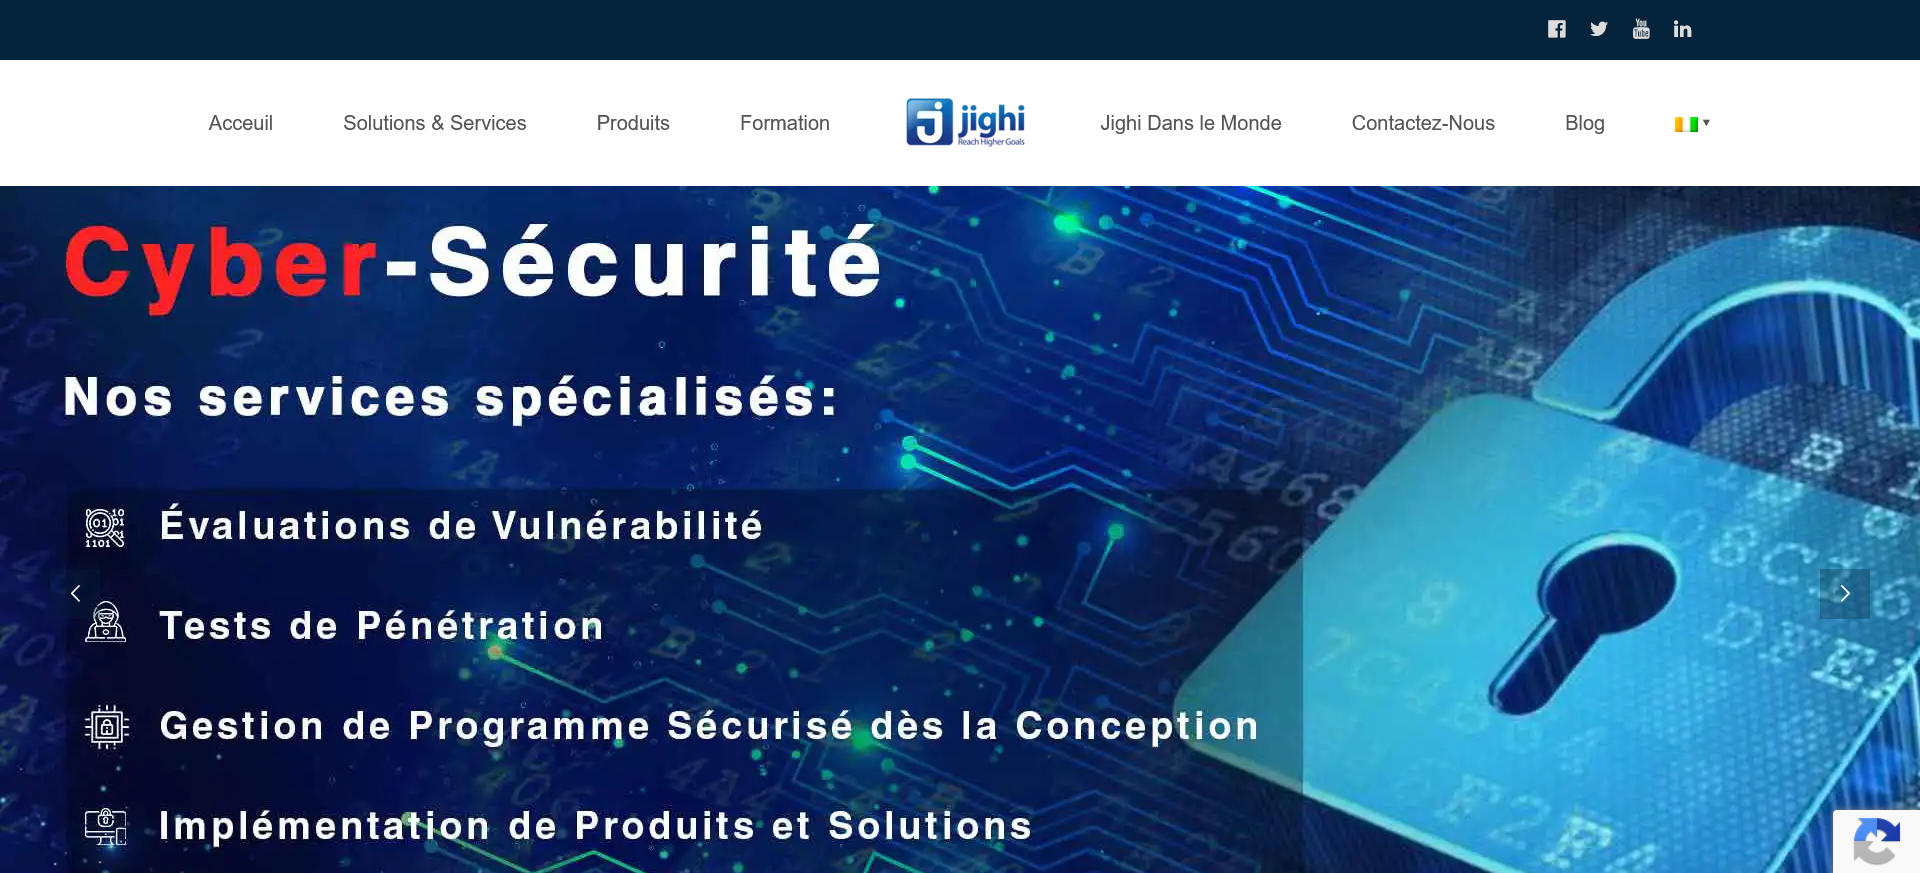 Acceuil
Solutions & Services
Produits
Formation
jighi
Reach Higher Goals
Jighi Dans le Monde
Contactez-Nous
Blog
Cyber-Sécurité
Nos services spécialisés:
Évaluations de Vulnérabilité
Tests de Pénétration
Gestion de Programme Sécurisé dès la Conception
Implémentation de Produits et Solutions